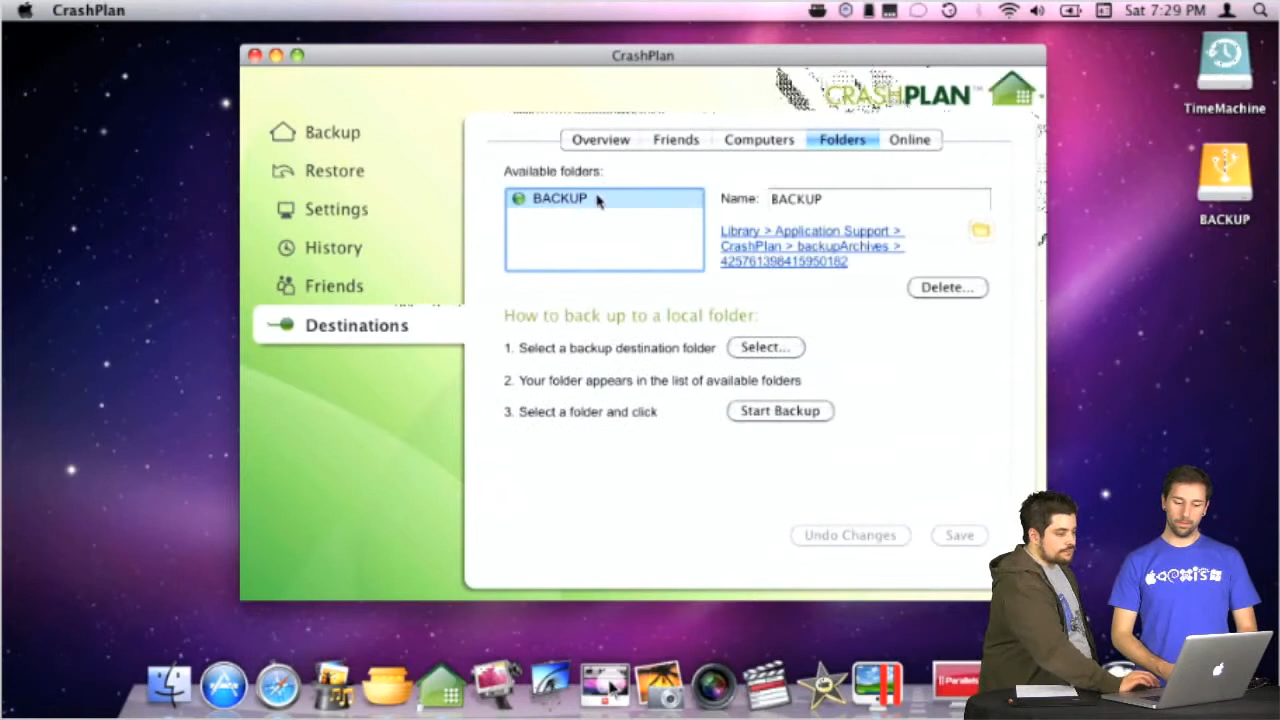 CrashPlan
Sat 7:29 PM
CrashPlan
CRASHPLAN
TimeMachine
BACKUP
Backup
Restore
Settings
History
Friends
Destinations
Overview Friends Computers Folders Online
Available folders:
BACKUP
Name: BACKUP
Library > Application Support >
CrashPlan > backupArchives >
425761398415950182
Delete...
How to back up to a local folder:
1. Select a backup destination folder Select...
2. Your folder appears in the list of available folders
3. Select a folder and click Start Backup
Undo Changes Save
Parallels